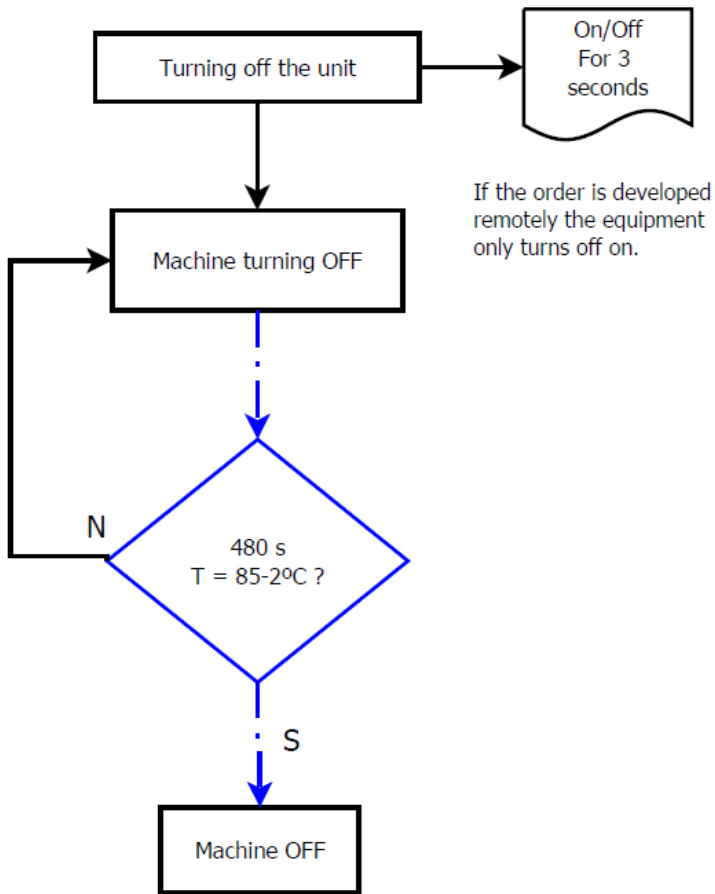 Turning off the unit
On/Off
For 3
seconds
If the order is developed
remotely the equipment
only turns off on.
Machine turning OFF
N
480 s
T = 85-2ºC ?
S
Machine OFF